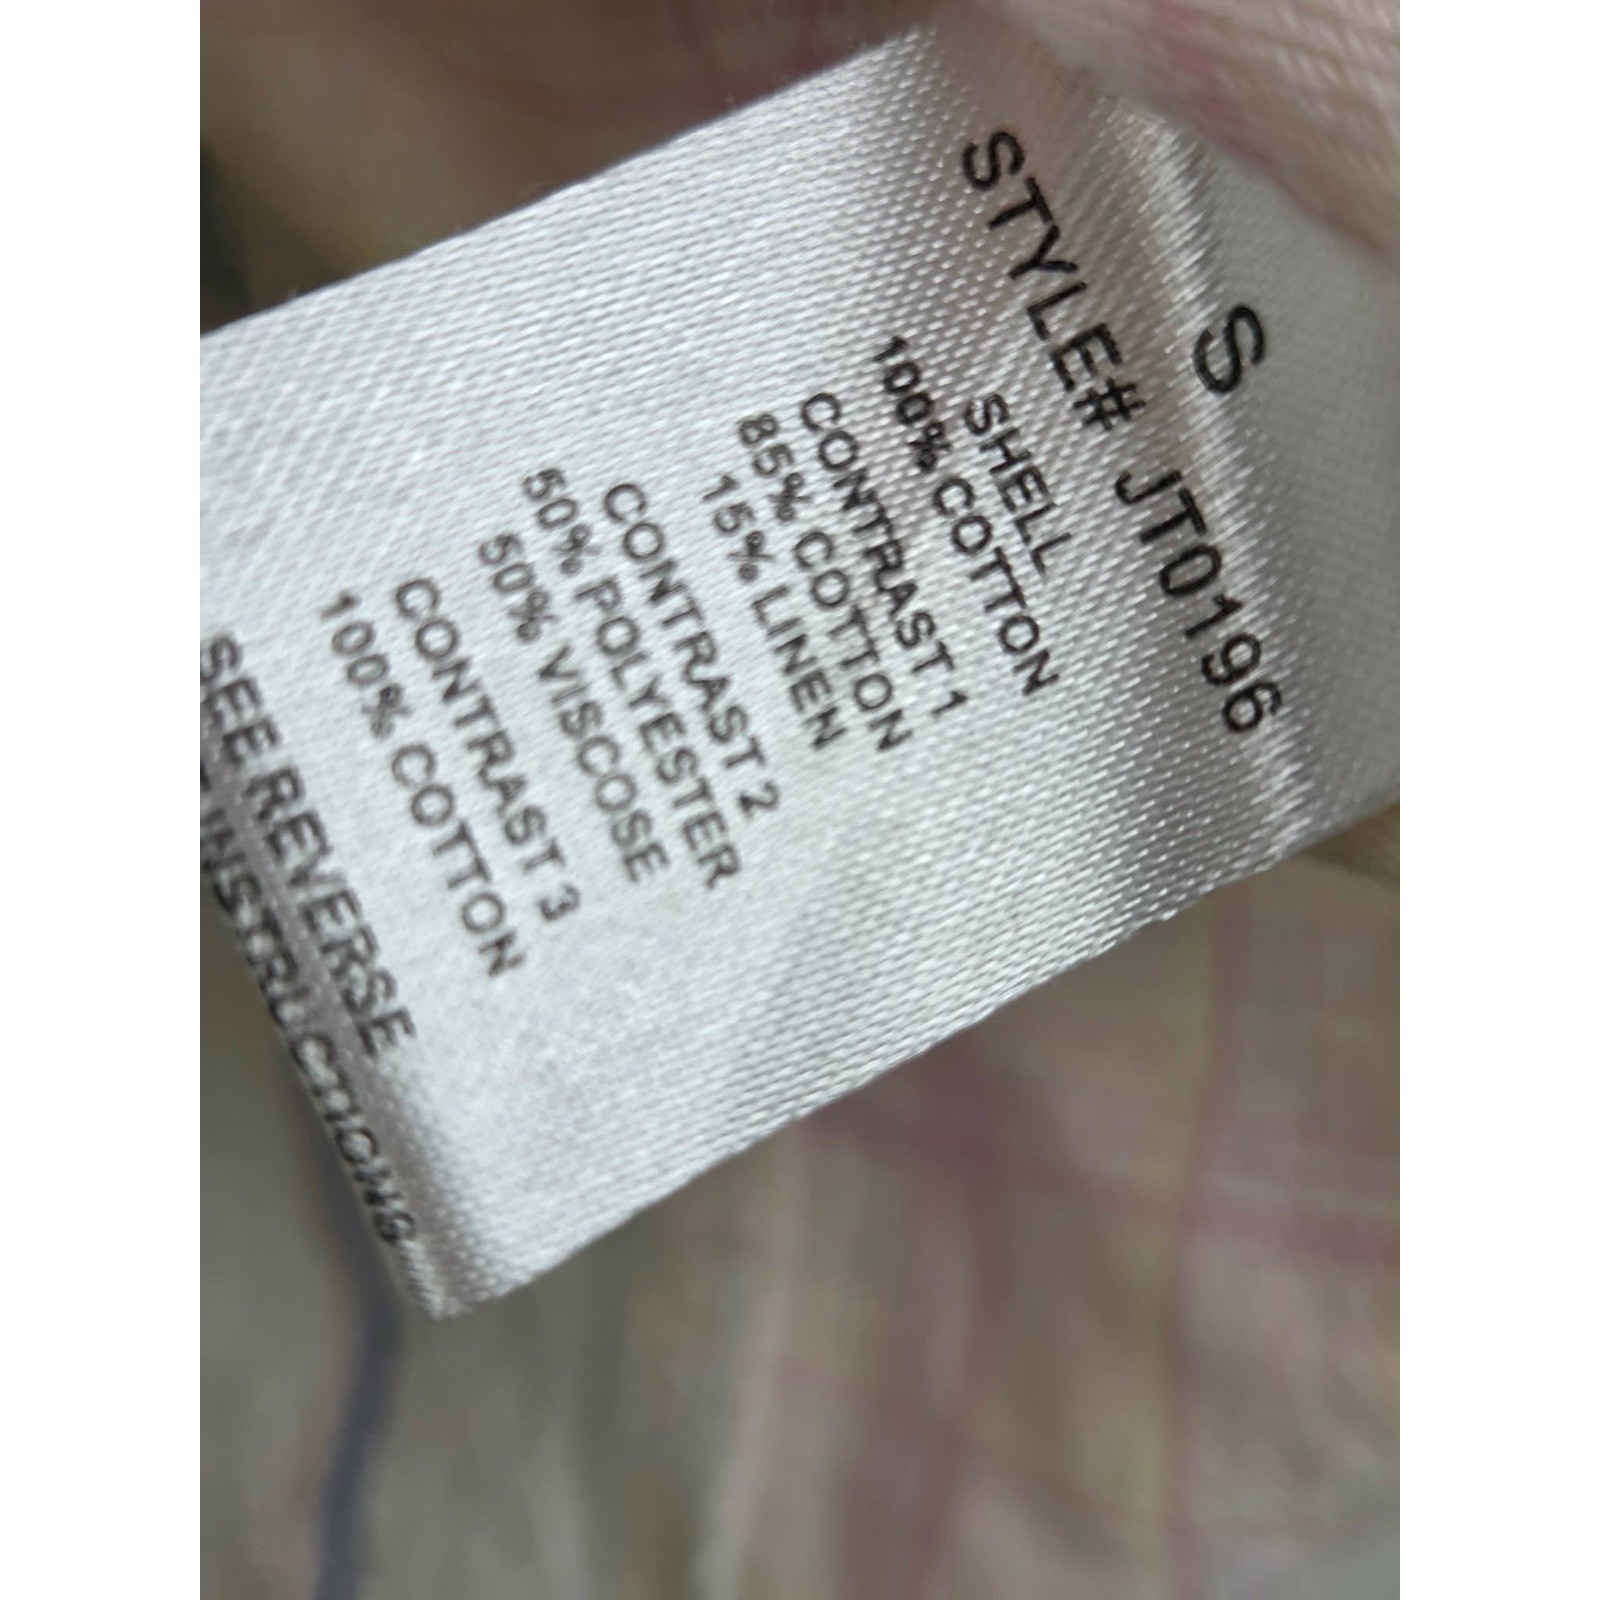 S
STYLE# JT0196
SHELL
100% COTTON
CONTRAST 1
85% COTTON
15% LINEN
CONTRAST 2
50% POLYESTER
50% VISCOSE
CONTRAST 3
100% COTTON
SEE REVERSE
INSTRUCTIONS